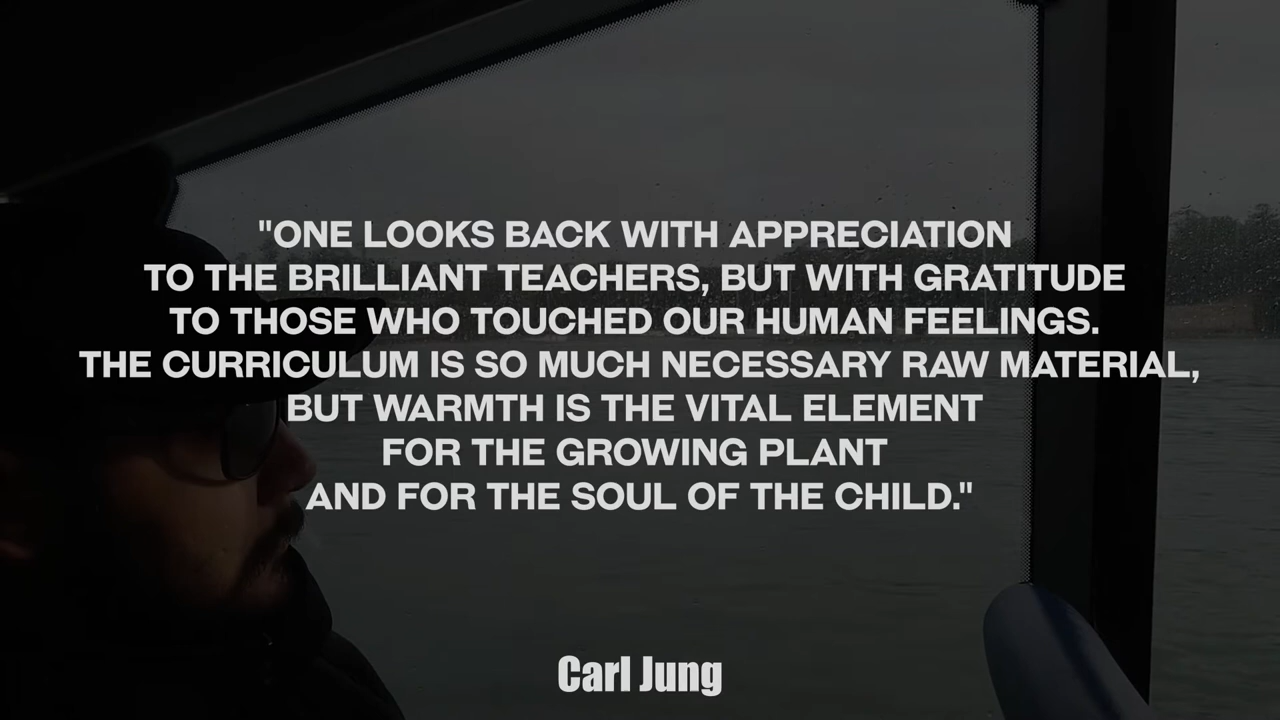 "ONE LOOKS BACK WITH APPRECIATION
TO THE BRILLIANT TEACHERS, BUT WITH GRATITUDE
TO THOSE WHO TOUCHED OUR HUMAN FEELINGS.
THE CURRICULUM IS SO MUCH NECESSARY RAW MATERIAL,
BUT WARMTH IS THE VITAL ELEMENT
FOR THE GROWING PLANT
AND FOR THE SOUL OF THE CHILD."
Carl Jung